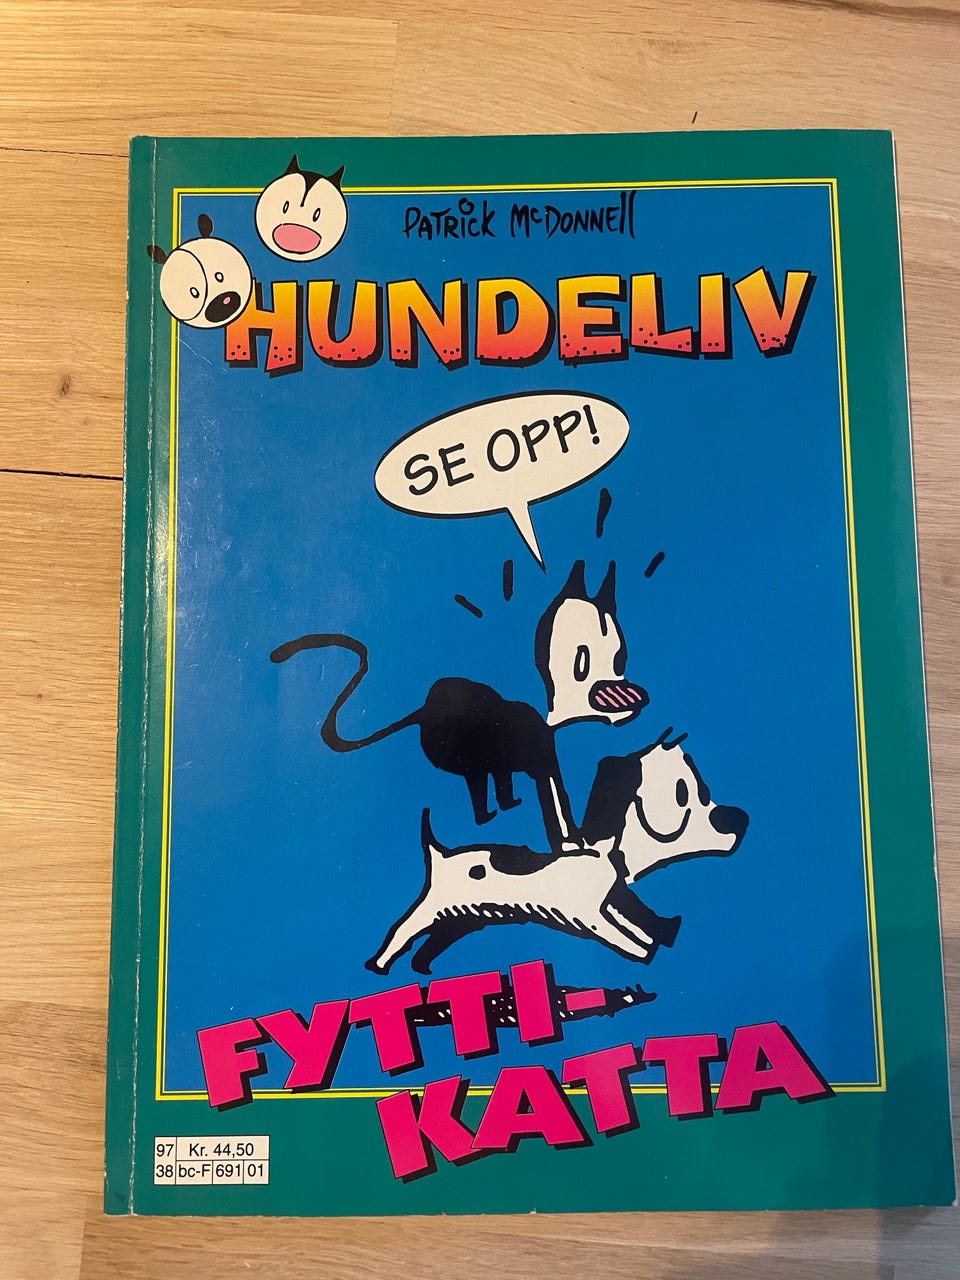 PATRICK McDONNELL
HUNDELIV
SE OPP!
FYTTI-
KATTA
97 Kr. 44,50
38 bc-F 691 01